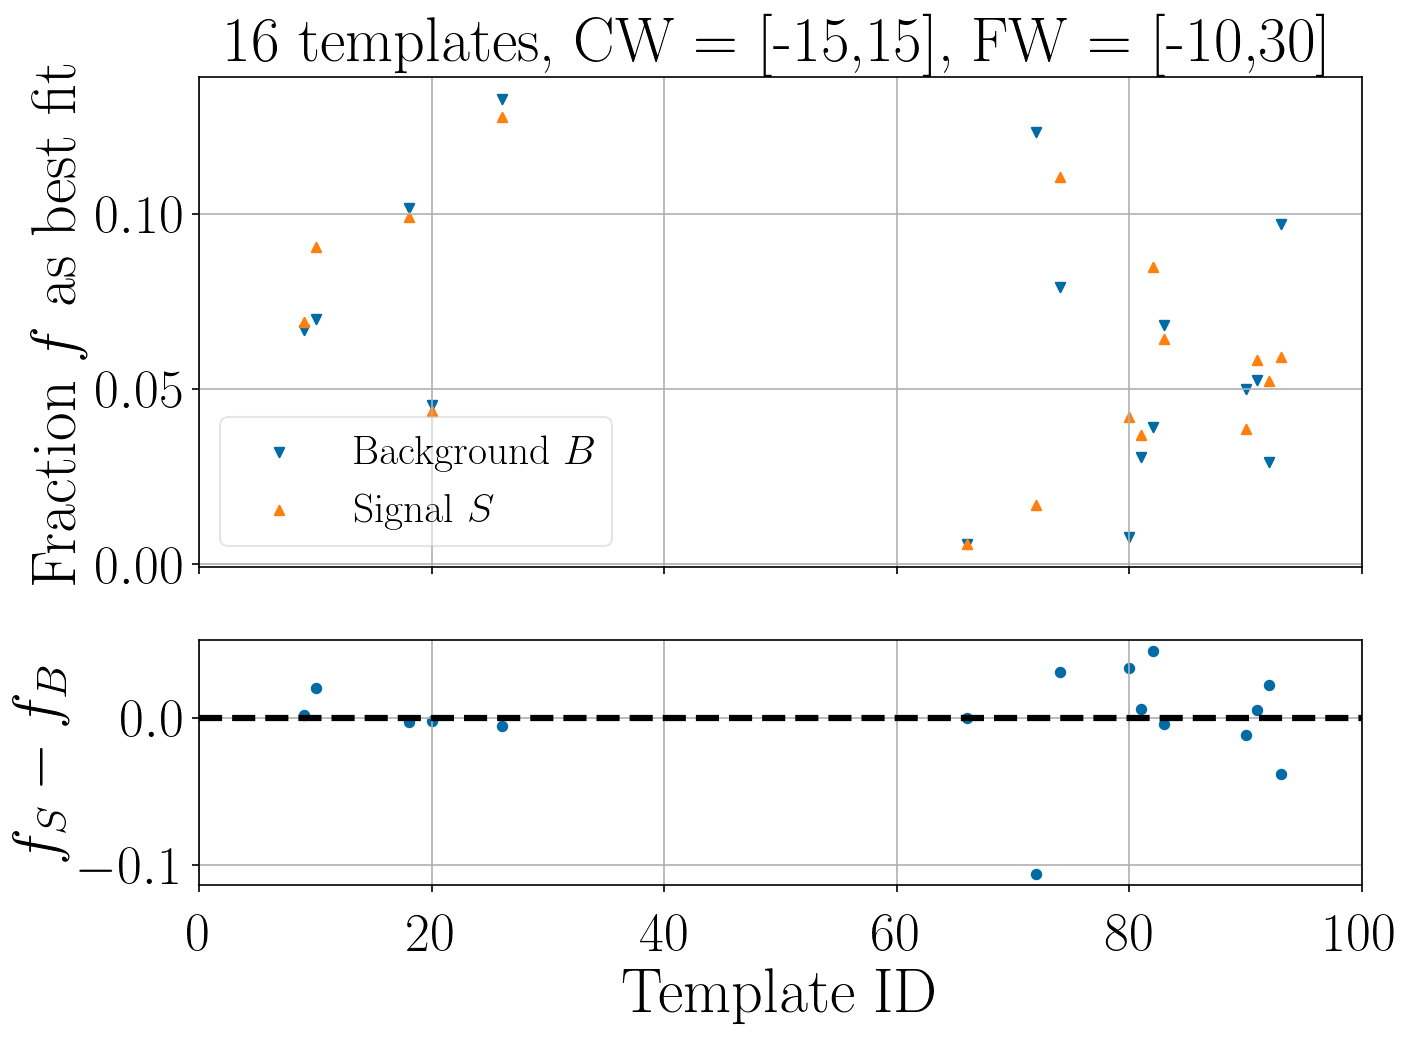 16 templates, CW = [-15,15], FW = [-10,30]
Fraction f as best fit
0.10
0.05
0.00
Background B
Signal S
f_S − f_B
0.0
−0.1
0 20 40 60 80 100
Template ID